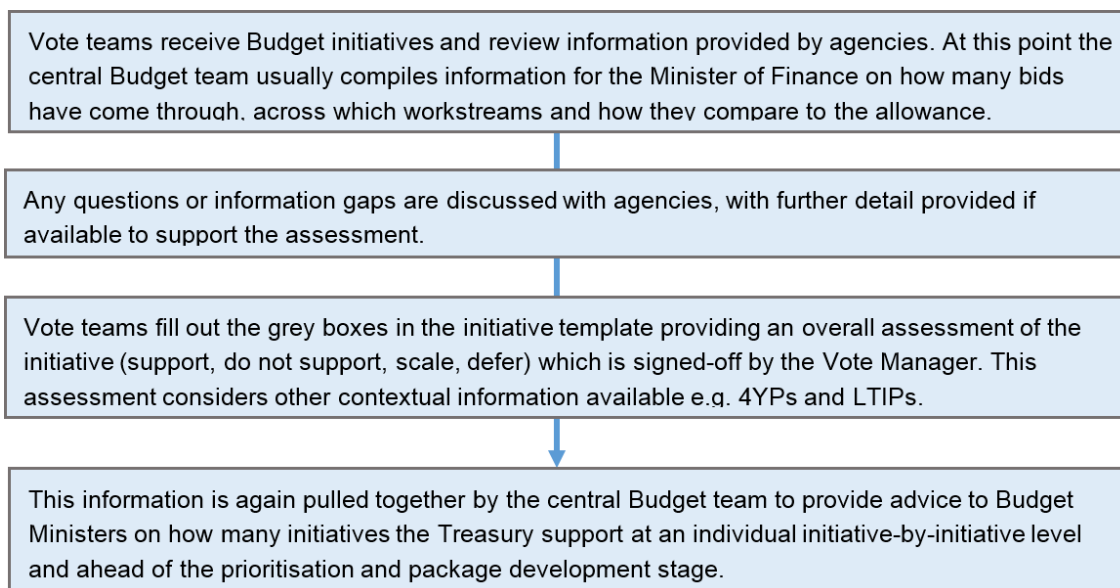 Vote teams receive Budget initiatives and review information provided by agencies. At this point the
central Budget team usually compiles information for the Minister of Finance on how many bids
have come through, across which workstreams and how they compare to the allowance.
Any questions or information gaps are discussed with agencies, with further detail provided if
available to support the assessment.
Vote teams fill out the grey boxes in the initiative template providing an overall assessment of the
initiative (support, do not support, scale, defer) which is signed-off by the Vote Manager. This
assessment considers other contextual information available e.g. 4YPs and LTIPs.
This information is again pulled together by the central Budget team to provide advice to Budget
Ministers on how many initiatives the Treasury support at an individual initiative-by-initiative level
and ahead of the prioritisation and package development stage.